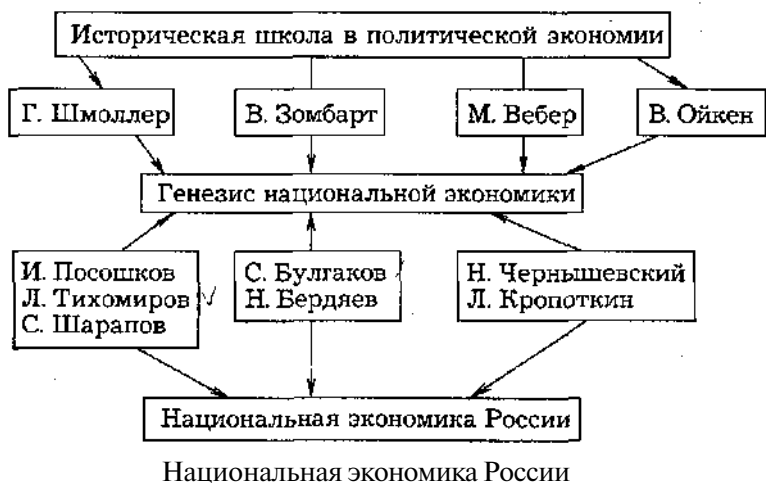 Историческая школа в политической экономии
Г. Шмоллер
В. Зомбарт
М. Вебер
В. Ойкен
Генезис национальной экономики
И. Посошков
Л. Тихомиров
С. Шарапов
С. Булгаков
Н. Бердяев
Н. Чернышевский
Л. Кропоткин
Национальная экономика России
Национальная экономика России